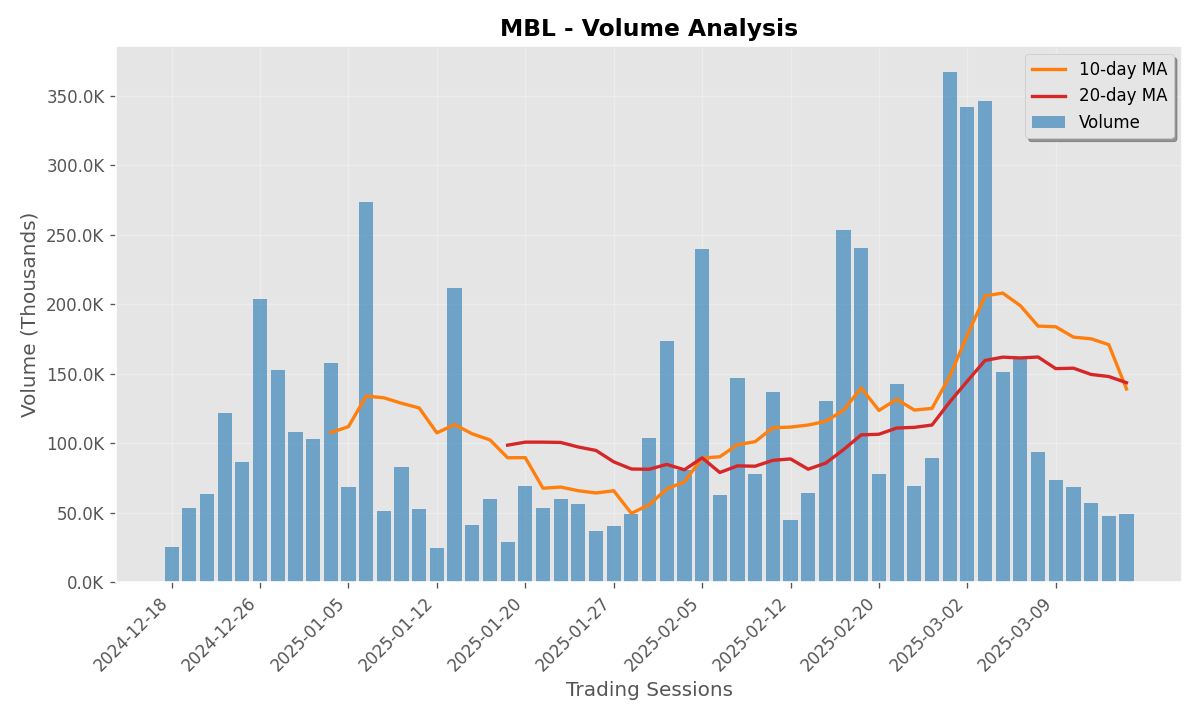 MBL - Volume Analysis
10-day MA
20-day MA
Volume
Volume (Thousands)
350.0K
300.0K
250.0K
200.0K
150.0K
100.0K
50.0K
0.0K
2024-12-18
2024-12-26
2025-01-05
2025-01-12
2025-01-20
2025-01-27
2025-02-05
2025-02-12
2025-02-20
2025-03-02
2025-03-09
Trading Sessions